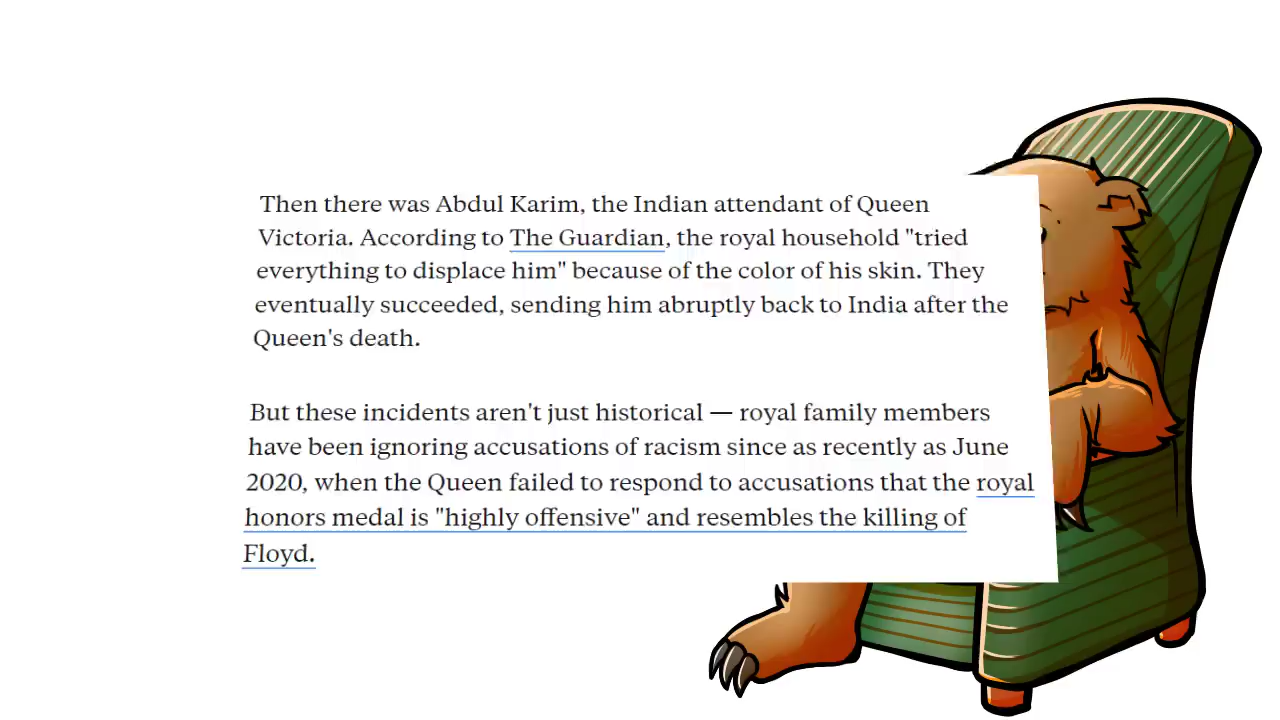 Then there was Abdul Karim, the Indian attendant of Queen
Victoria. According to The Guardian, the royal household "tried
everything to displace him" because of the color of his skin. They
eventually succeeded, sending him abruptly back to India after the
Queen's death.
But these incidents aren't just historical — royal family members
have been ignoring accusations of racism since as recently as June
2020, when the Queen failed to respond to accusations that the royal
honors medal is "highly offensive" and resembles the killing of
Floyd.